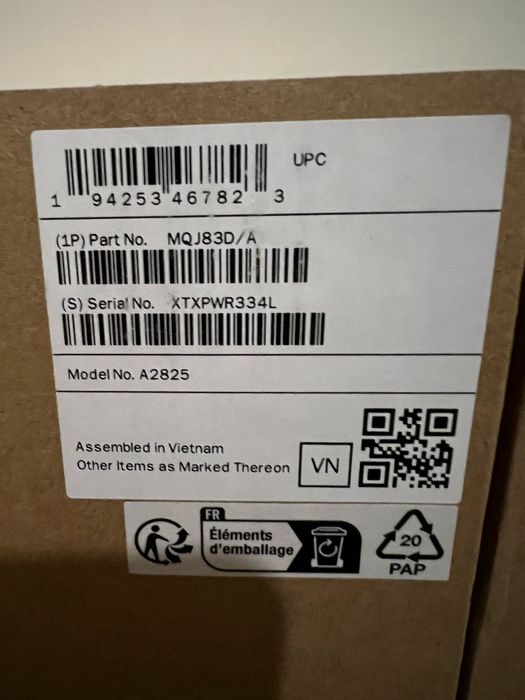 UPC
1 94253 46782 3
(1P) Part No. MQJ83D/A
(S) Serial No. XTXPWR334L
Model No. A2825
Assembled in Vietnam
Other Items as Marked Thereon
VN
FR
Éléments
d'emballage
20
PAP